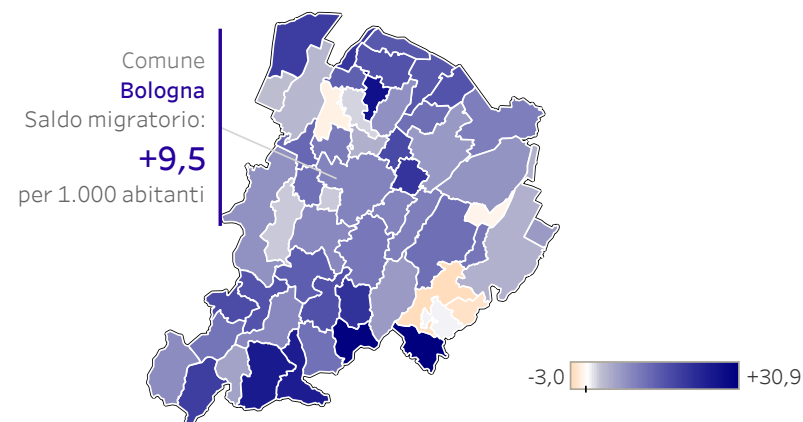 Comune
Bologna
Saldo migratorio:
+9,5
per 1.000 abitanti
-3,0
+30,9